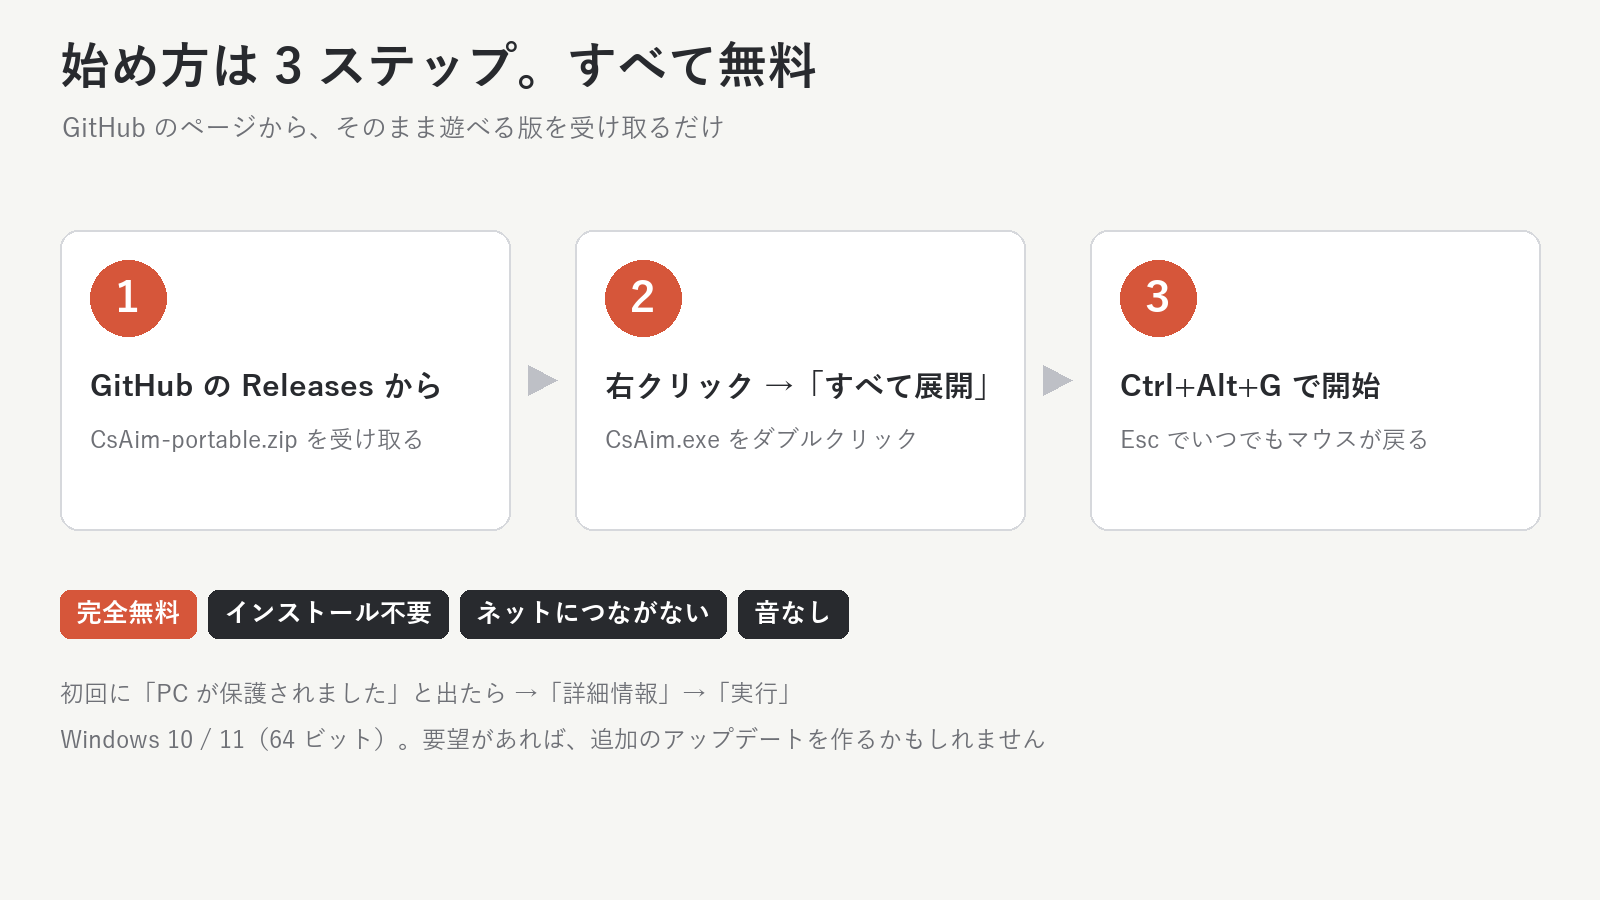 始め方は 3 ステップ。すべて無料
GitHub のページから、そのまま遊べる版を受け取るだけ
1
GitHub の Releases から
CsAim-portable.zip を受け取る
2
右クリック →「すべて展開」
CsAim.exe をダブルクリック
3
Ctrl+Alt+G で開始
Esc でいつでもマウスが戻る
完全無料
インストール不要
ネットにつながない
音なし
初回に「PC が保護されました」と出たら →「詳細情報」→「実行」
Windows 10 / 11（64 ビット）。要望があれば、追加のアップデートを作るかもしれません